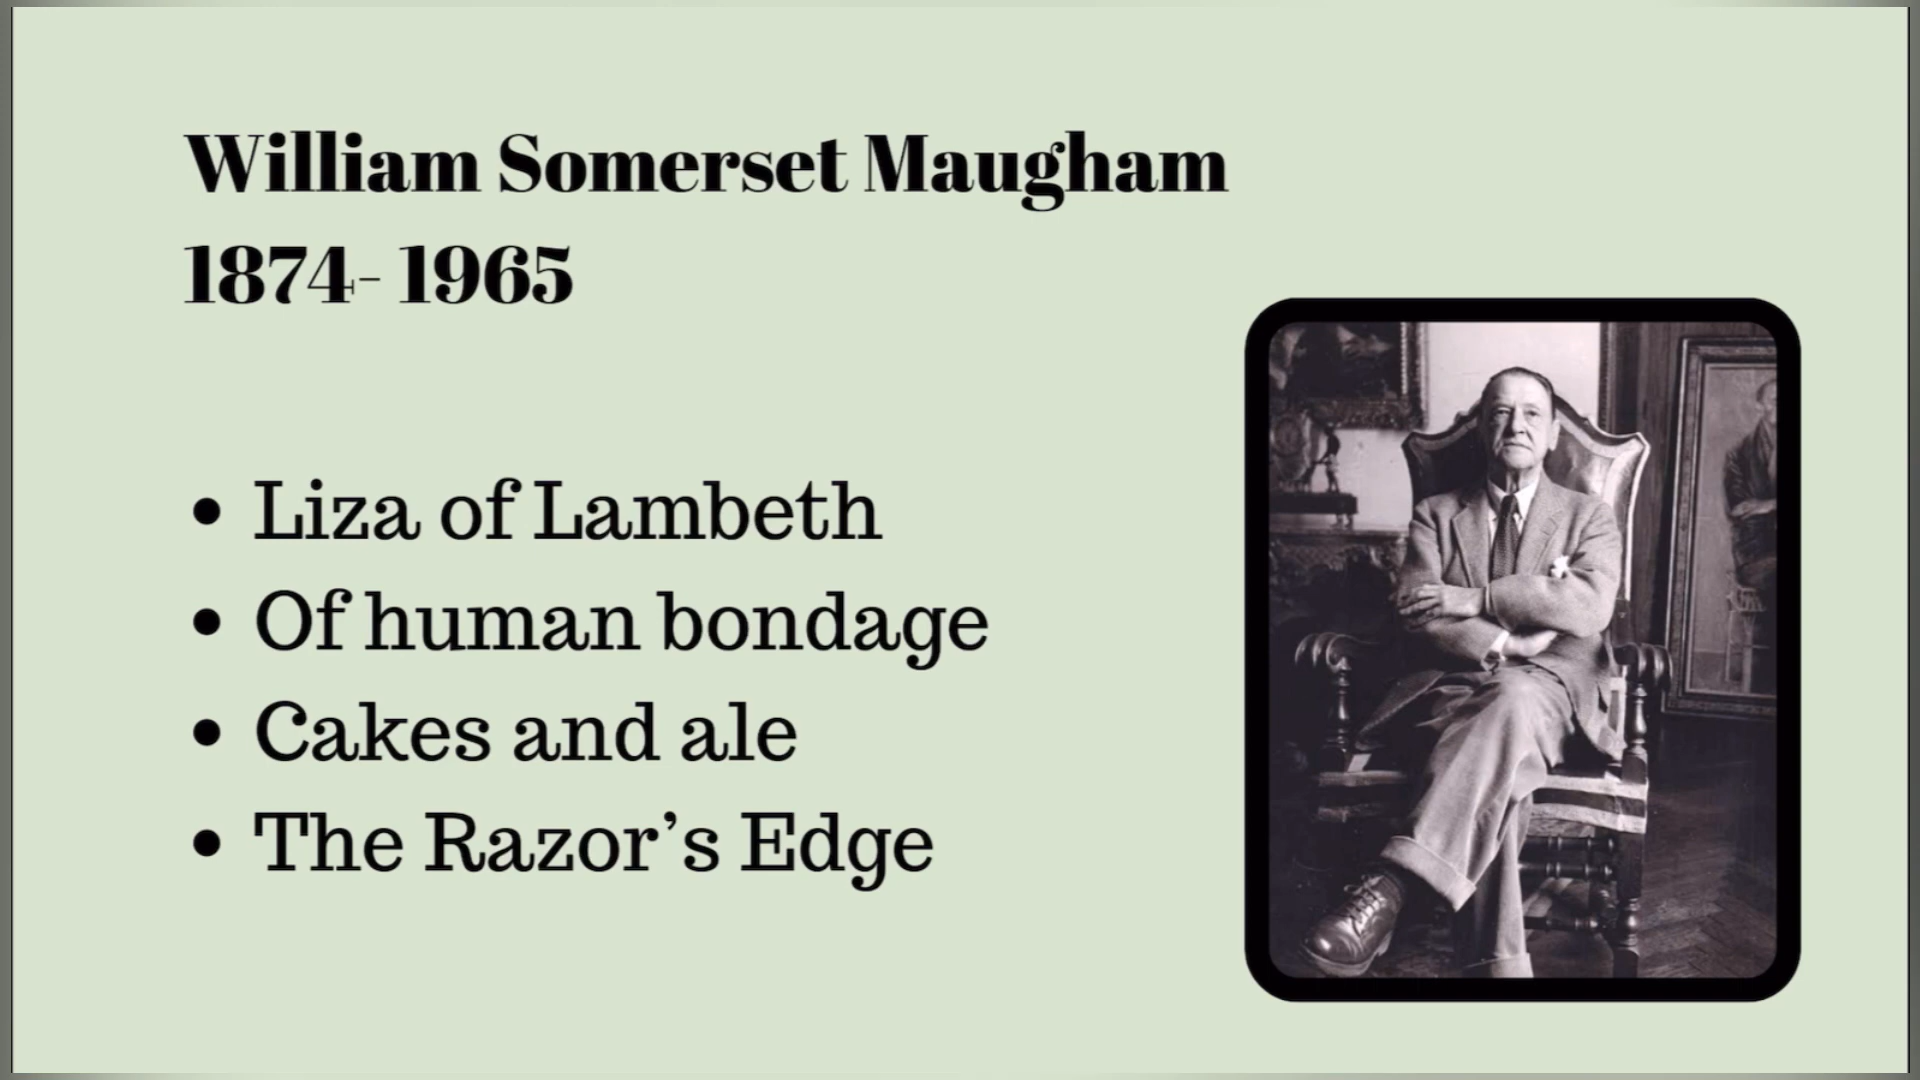 William Somerset Maugham
1874- 1965
• Liza of Lambeth
• Of human bondage
• Cakes and ale
• The Razor’s Edge